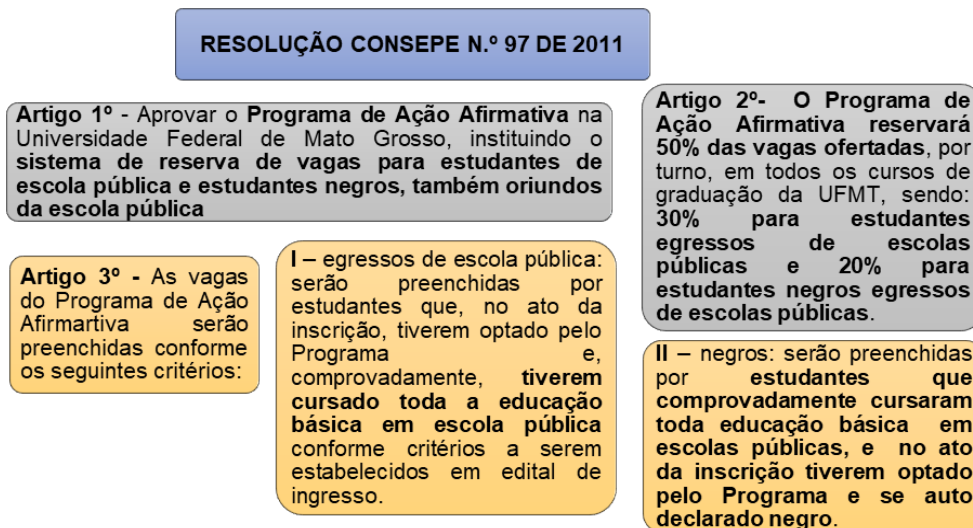 RESOLUÇÃO CONSEPE N.º 97 DE 2011
Artigo 1º - Aprovar o Programa de Ação Afirmativa na
Universidade Federal de Mato Grosso, instituindo o
sistema de reserva de vagas para estudantes de
escola pública e estudantes negros, também oriundos
da escola pública
Artigo 2º- O Programa de
Ação Afirmativa reservará
50% das vagas ofertadas, por
turno, em todos os cursos de
graduação da UFMT, sendo:
30% para estudantes
egressos de escolas
públicas e 20% para
estudantes negros egressos
de escolas públicas.
Artigo 3º - As vagas
do Programa de Ação
Afirmartiva serão
preenchidas conforme
os seguintes critérios:
I – egressos de escola pública:
serão preenchidas por
estudantes que, no ato da
inscrição, tiverem optado pelo
Programa e,
comprovadamente, tiverem
cursado toda a educação
básica em escola pública
conforme critérios a serem
estabelecidos em edital de
ingresso.
II – negros: serão preenchidas
por estudantes que
comprovadamente cursaram
toda educação básica em
escolas públicas, e no ato
da inscrição tiverem optado
pelo Programa e se auto
declarado negro.